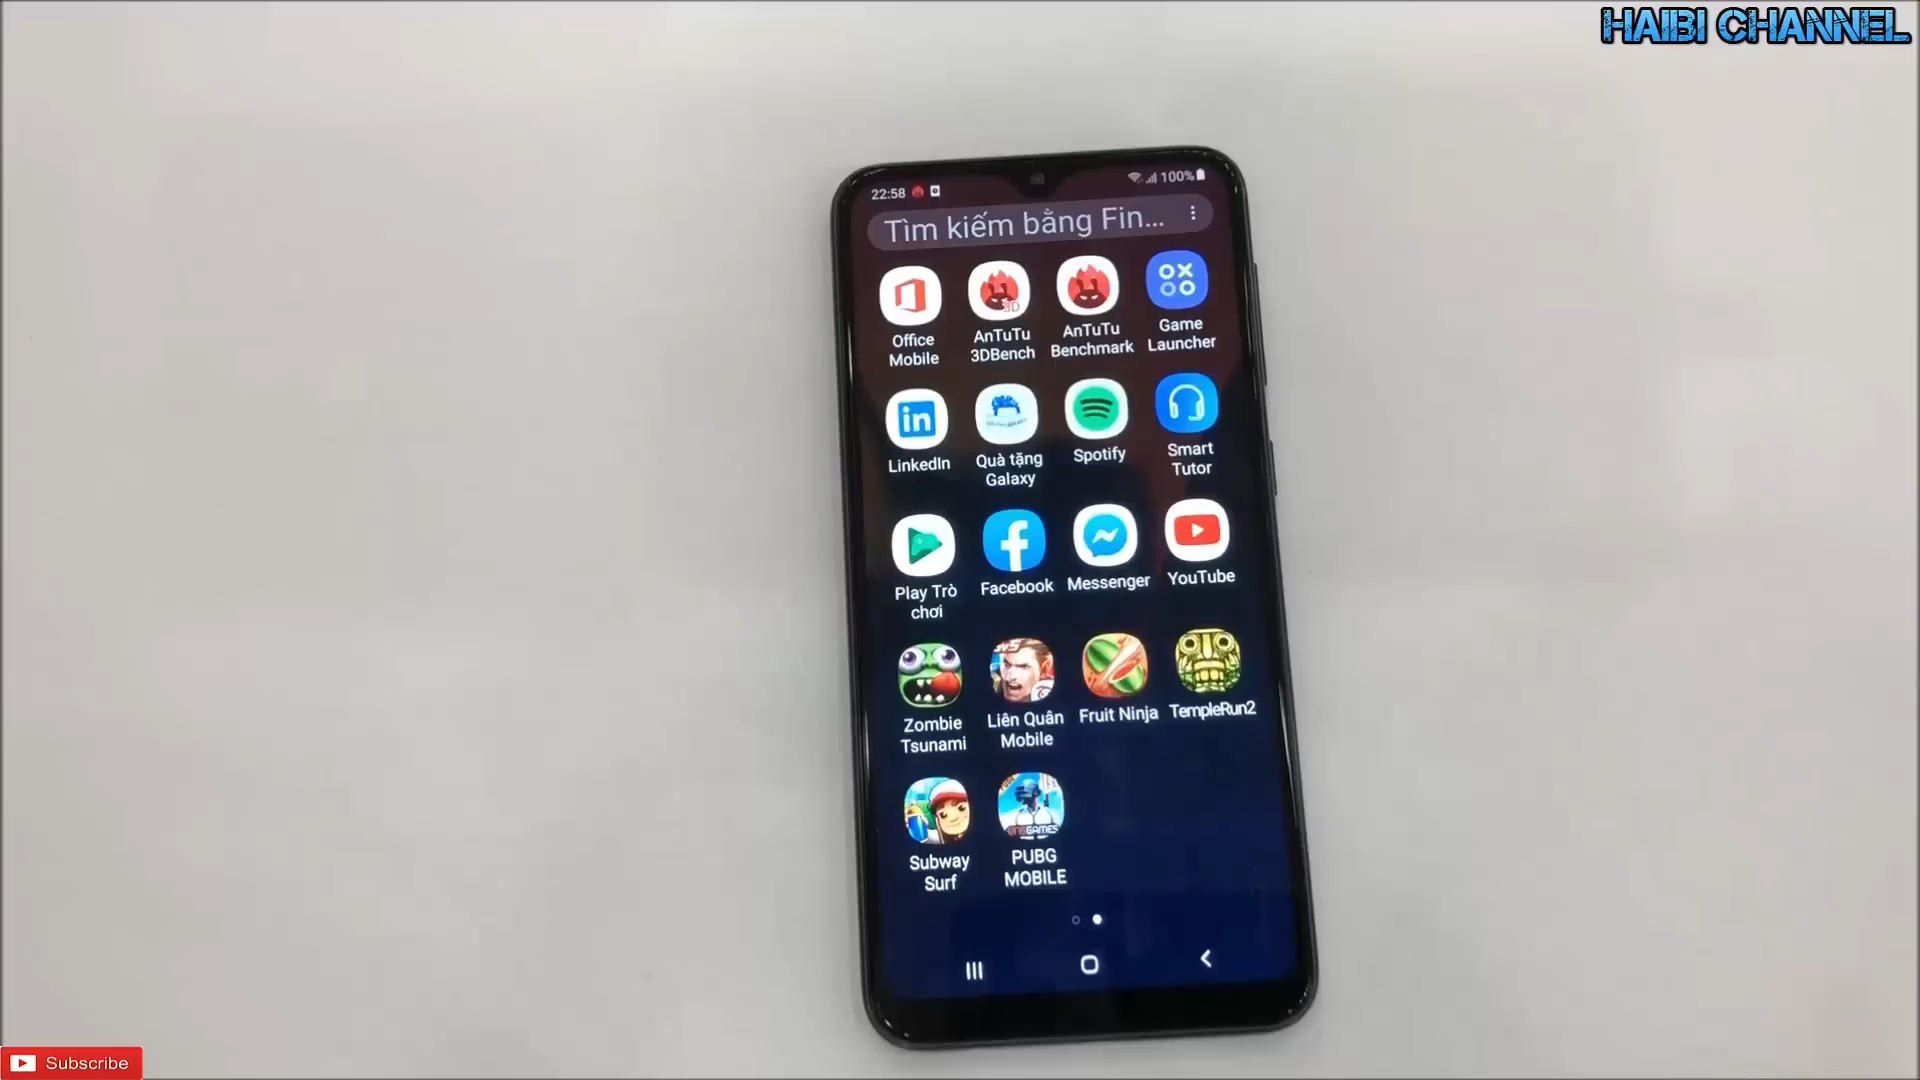 HAIBI CHANNEL
22:58
100%
Tìm kiếm bằng Fin...
Office
Mobile
AnTuTu
3DBench
AnTuTu
Benchmark
Game
Launcher
LinkedIn
Quà tặng
Galaxy
Spotify
Smart
Tutor
Play Trò
chơi
Facebook
Messenger
YouTube
Zombie
Tsunami
Liên Quân
Mobile
Fruit Ninja
TempleRun2
Subway
Surf
PUBG
MOBILE
Subscribe